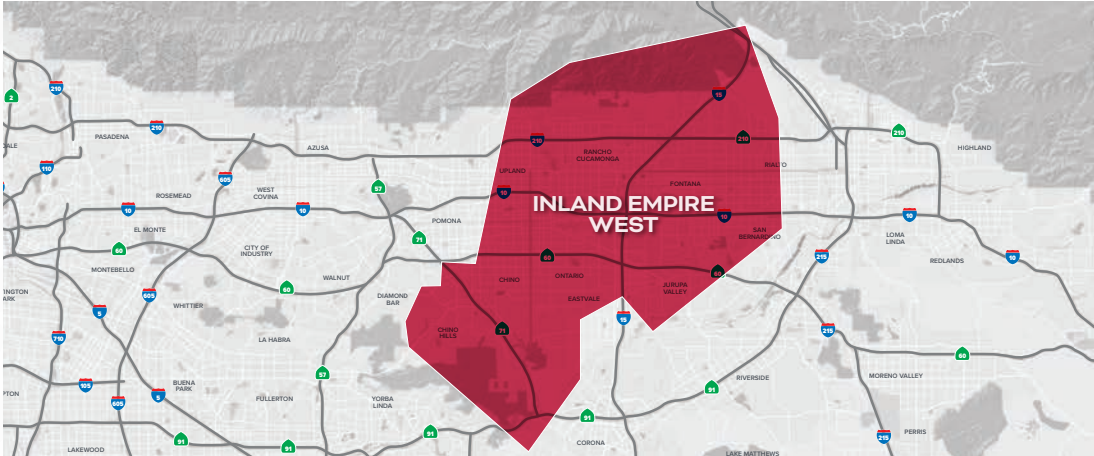 15
210
2
210
210
210
PASADENA
AZUSA
RANCHO
CUCAMONGA
HIGHLAND
RIALTO
110
UPLAND
605
57
10
FONTANA
ROSEMEAD
WEST
COVINA
INLAND EMPIRE
WEST
10
10
10
10
POMONA
EL MONTE
SAN
BERNARDINO
71
LOMA
LINDA
60
CITY OF
INDUSTRY
60
215
10
REDLANDS
MONTEBELLO
WALNUT
CHINO
ONTARIO
60
INGTON
PARK
60
605
DIAMOND
BAR
EASTVALE
JURUPA
VALLEY
WHITTIER
5
15
CHINO
HILLS
71
215
710
LA HABRA
60
57
RIVERSIDE
MORENO VALLEY
105
BUENA
PARK
91
PTON
5
605
FULLERTON
YORBA
LINDA
91
91
91
91
CORONA
215
PERRIS
LAKEWOOD
LAKE MATTHEWS